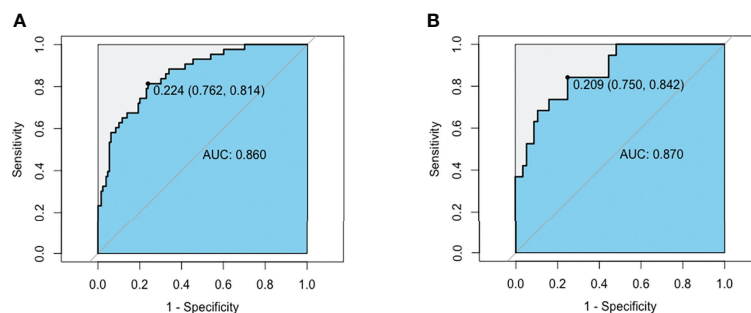 A
Sensitivity
1.0
0.8
0.6
0.4
0.2
0.0
0.224 (0.762, 0.814)
AUC: 0.860
0.0 0.2 0.4 0.6 0.8 1.0
1 - Specificity
B
Sensitivity
1.0
0.8
0.6
0.4
0.2
0.0
0.209 (0.750, 0.842)
AUC: 0.870
0.0 0.2 0.4 0.6 0.8 1.0
1 - Specificity